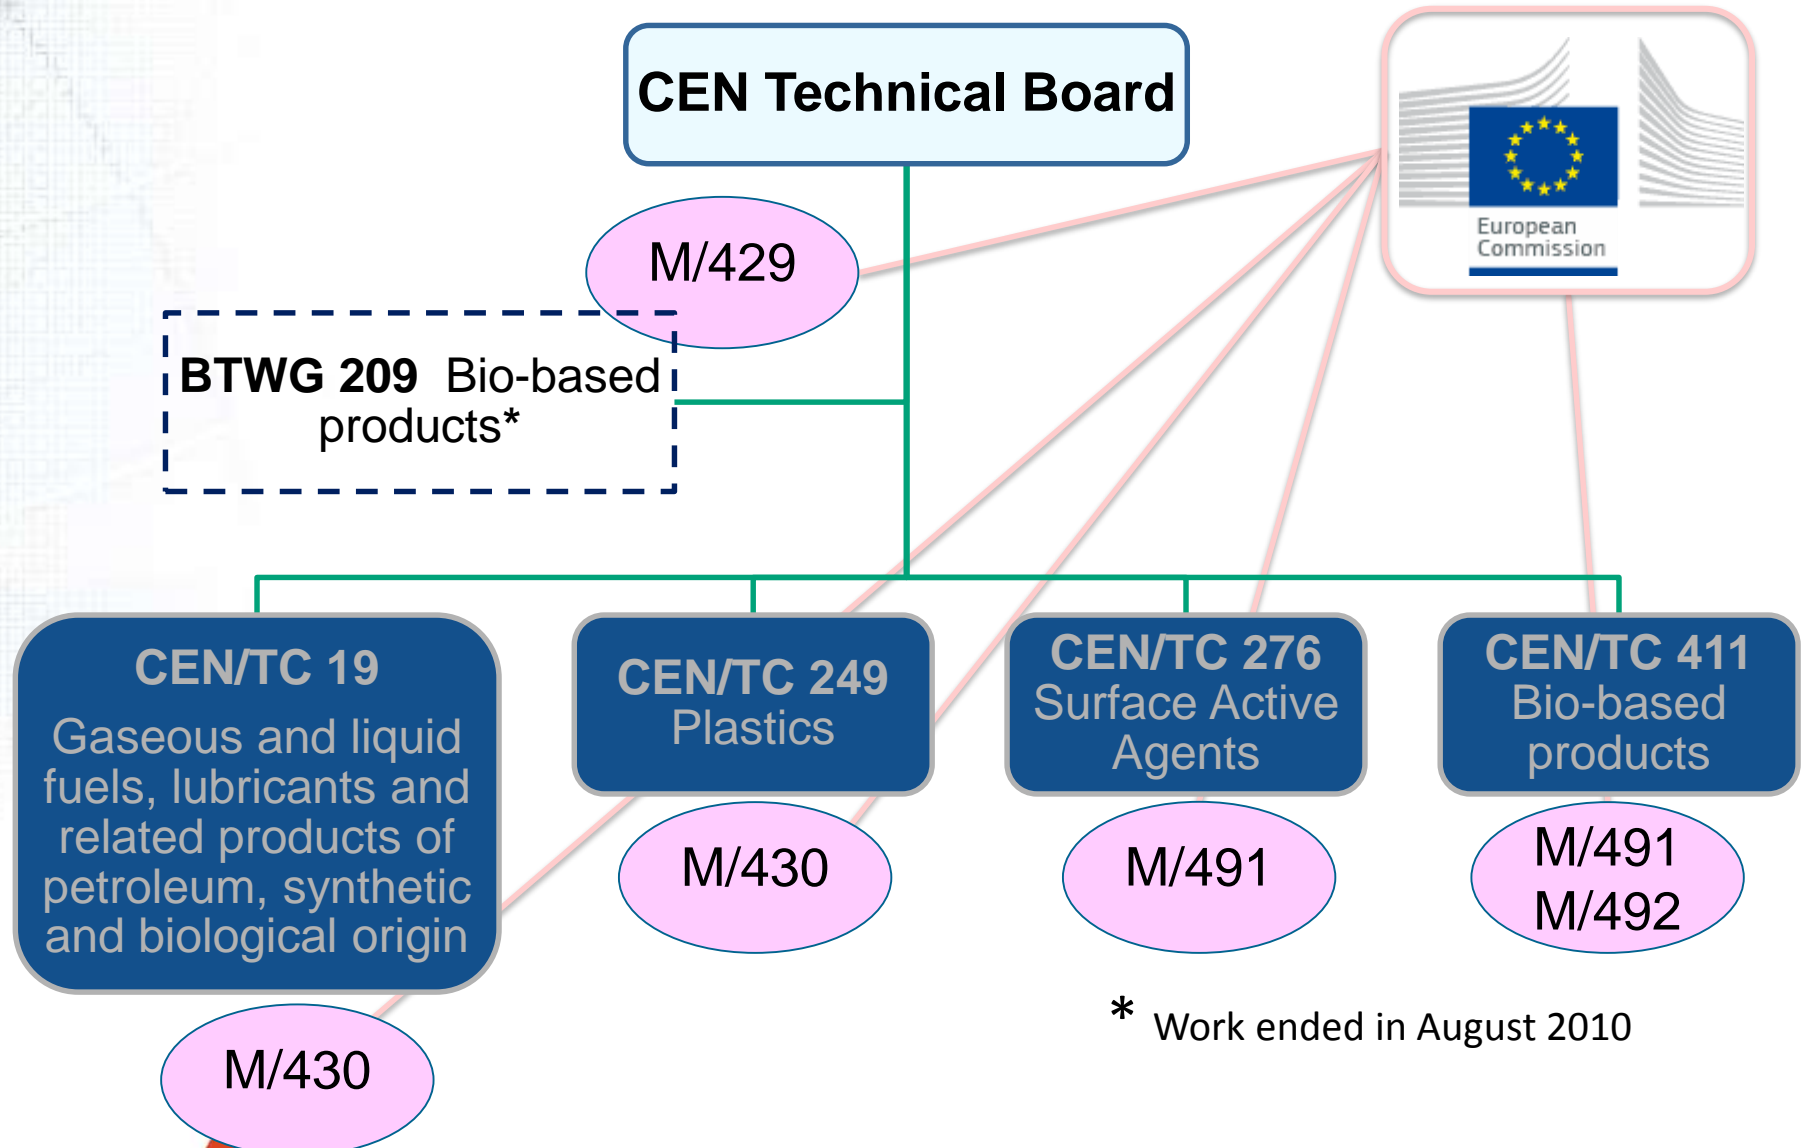 CEN Technical Board
European
Commission
M/429
BTWG 209 Bio-based
products*
CEN/TC 19
Gaseous and liquid
fuels, lubricants and
related products of
petroleum, synthetic
and biological origin
CEN/TC 249
Plastics
CEN/TC 276
Surface Active
Agents
CEN/TC 411
Bio-based
products
M/430
M/491
M/491
M/492
* Work ended in August 2010
M/430